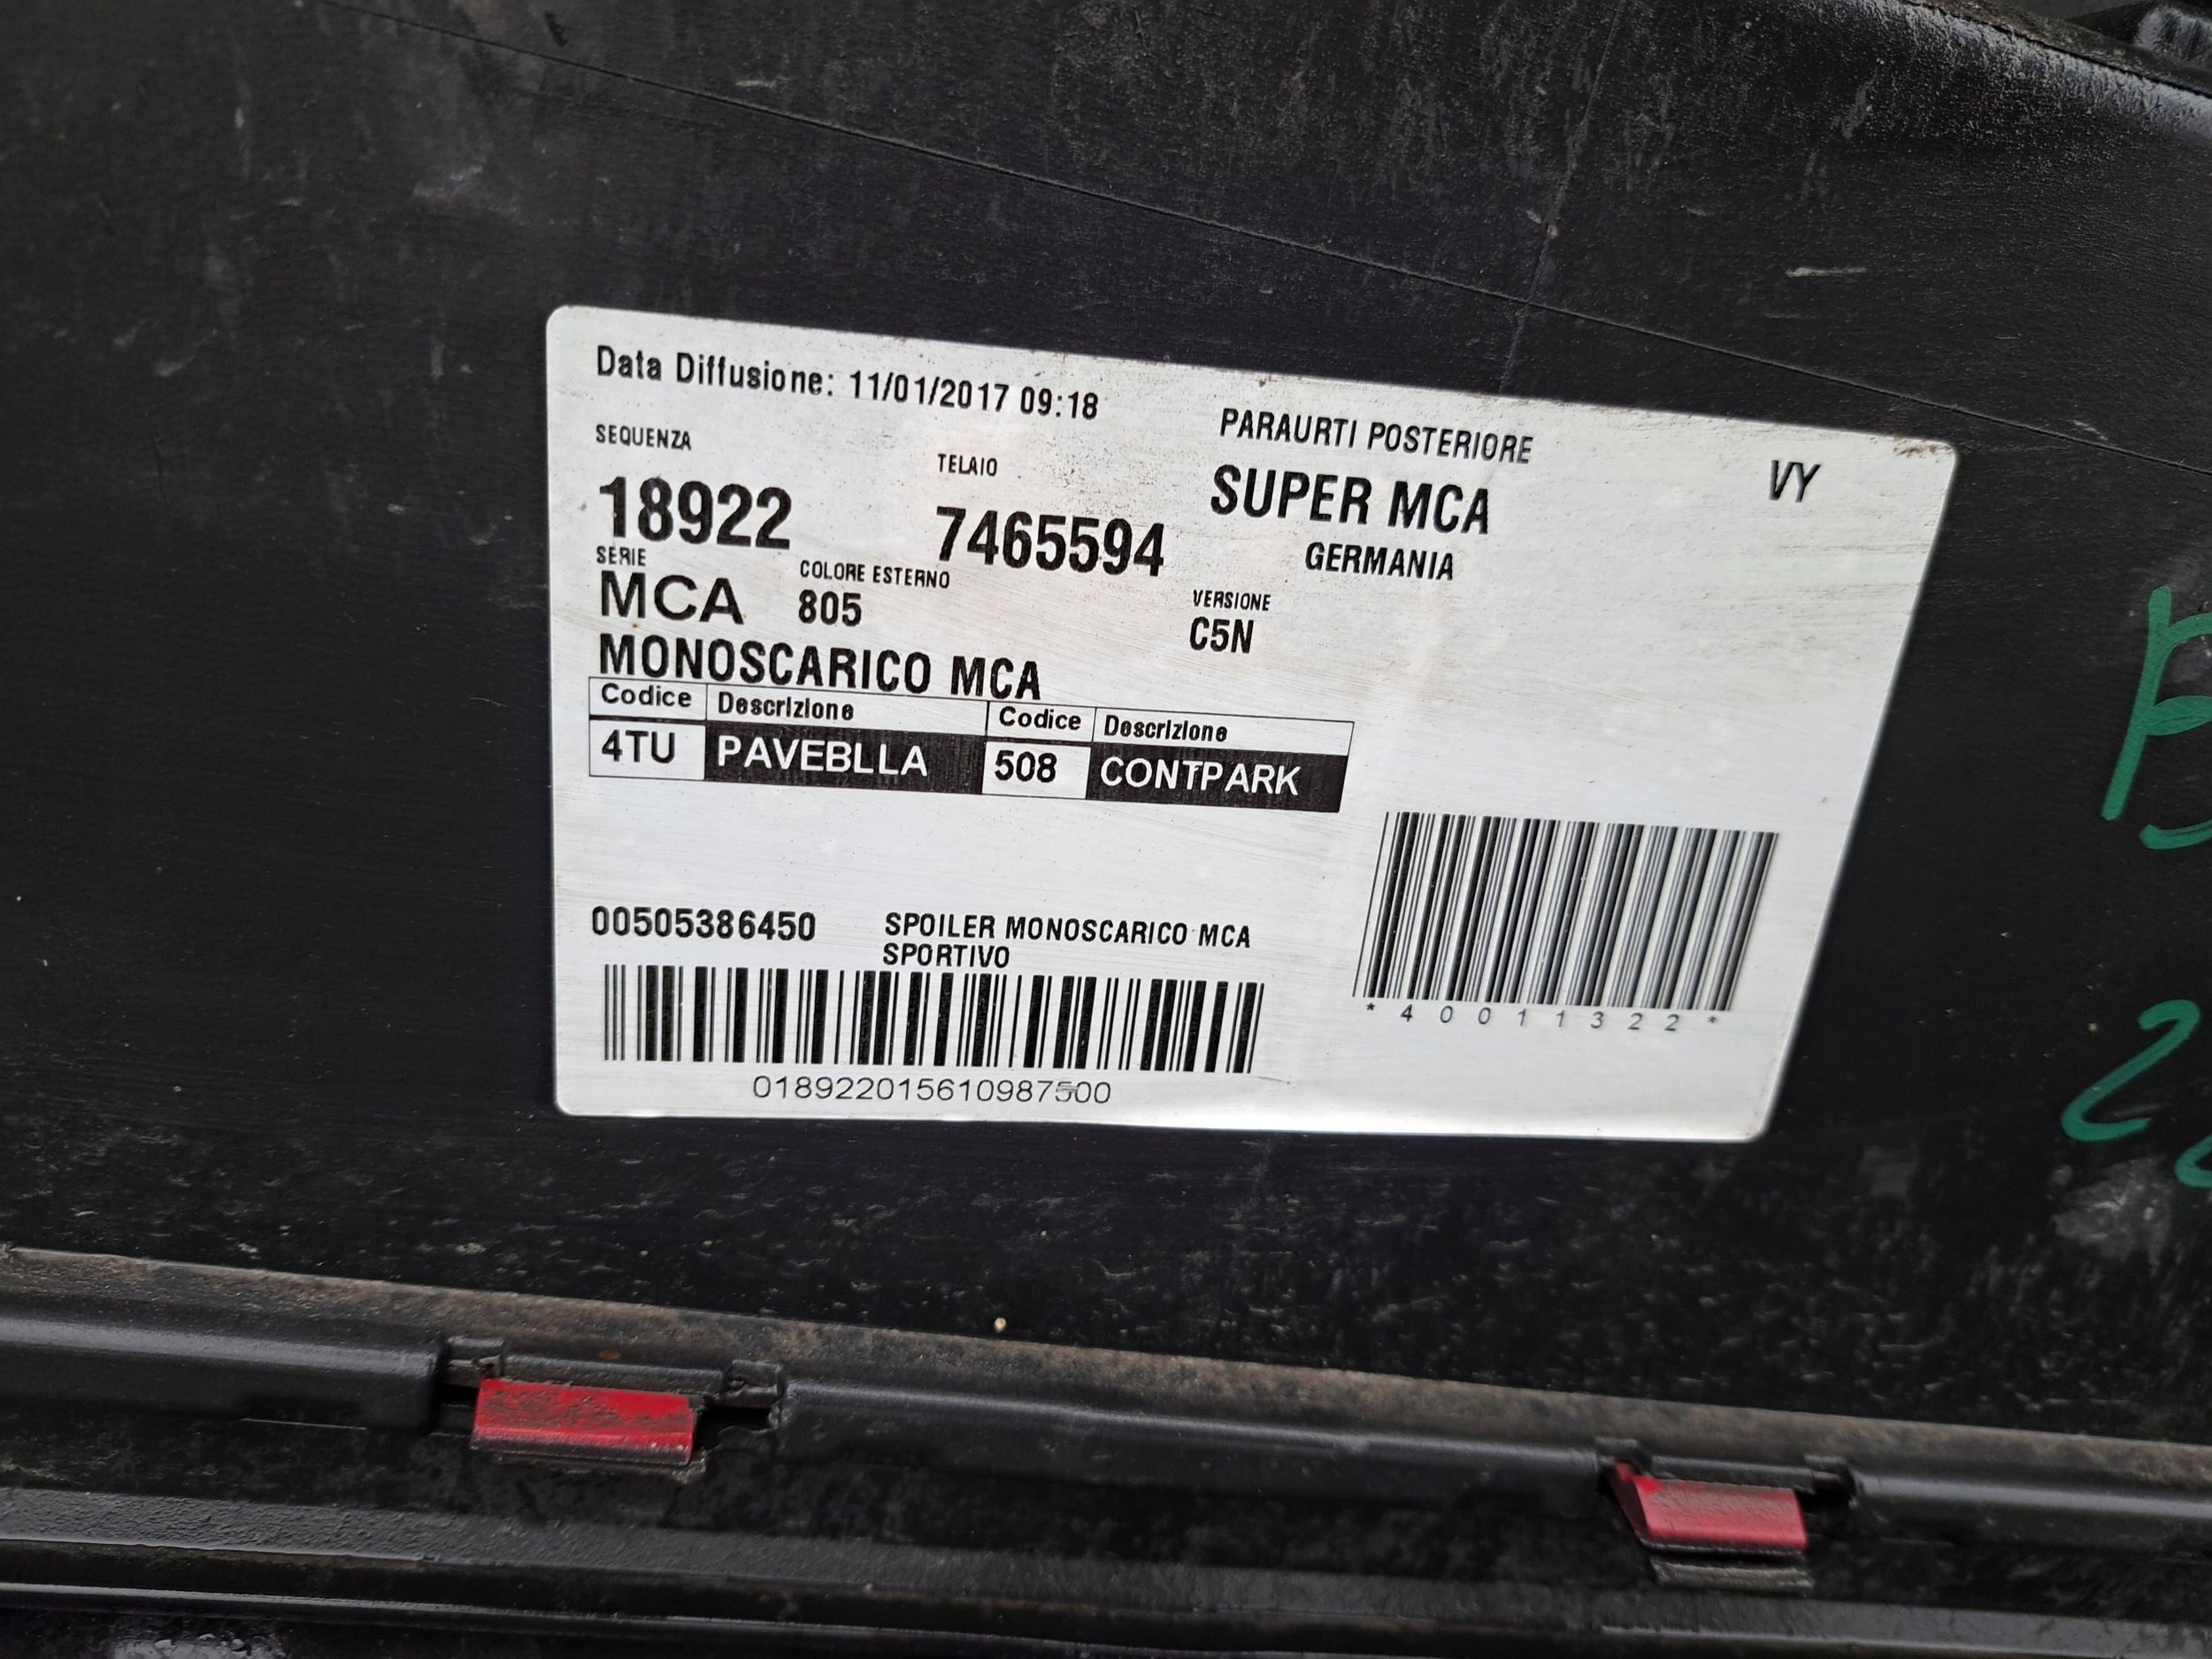 Data Diffusione: 11/01/2017 09:18
PARAURTI POSTERIORE
VY
SEQUENZA
TELAIO
SUPER MCA
18922
7465594
GERMANIA
SERIE
COLORE ESTERNO
VERSIONE
MCA
805
C5N
MONOSCARICO MCA
Codice Descrizione Codice Descrizione
4TU PAVEBLLA 508 CONTPARK
00505386450
SPOILER MONOSCARICO MCA
SPORTIVO
*40011322*
018922015610987500